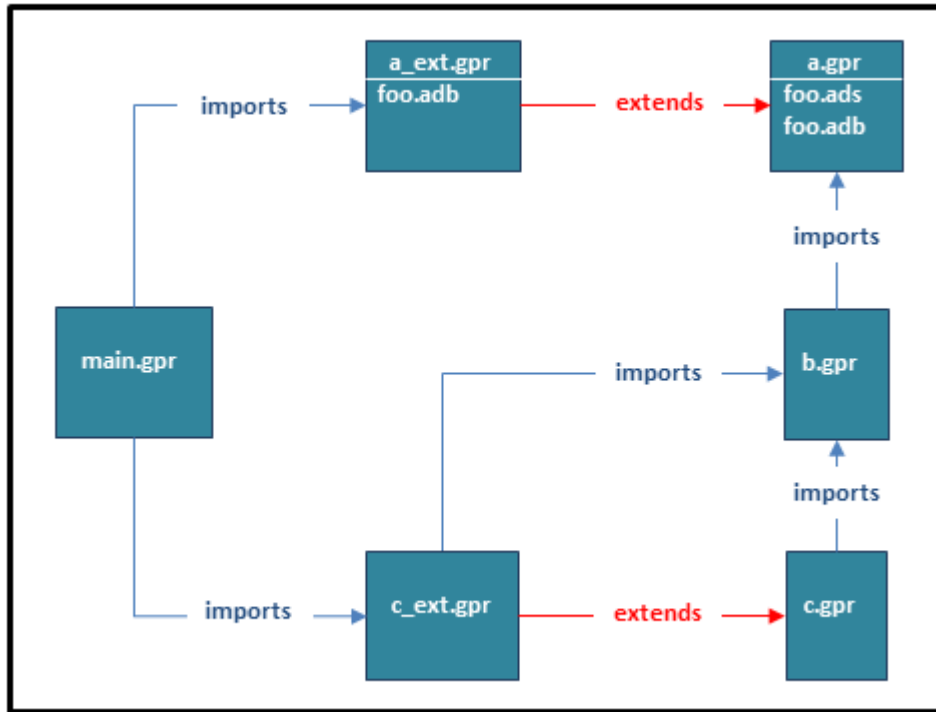 a_ext.gpr
foo.adb
imports
extends
a.gpr
foo.ads
foo.adb
imports
main.gpr
imports
b.gpr
imports
imports
c_ext.gpr
extends
c.gpr